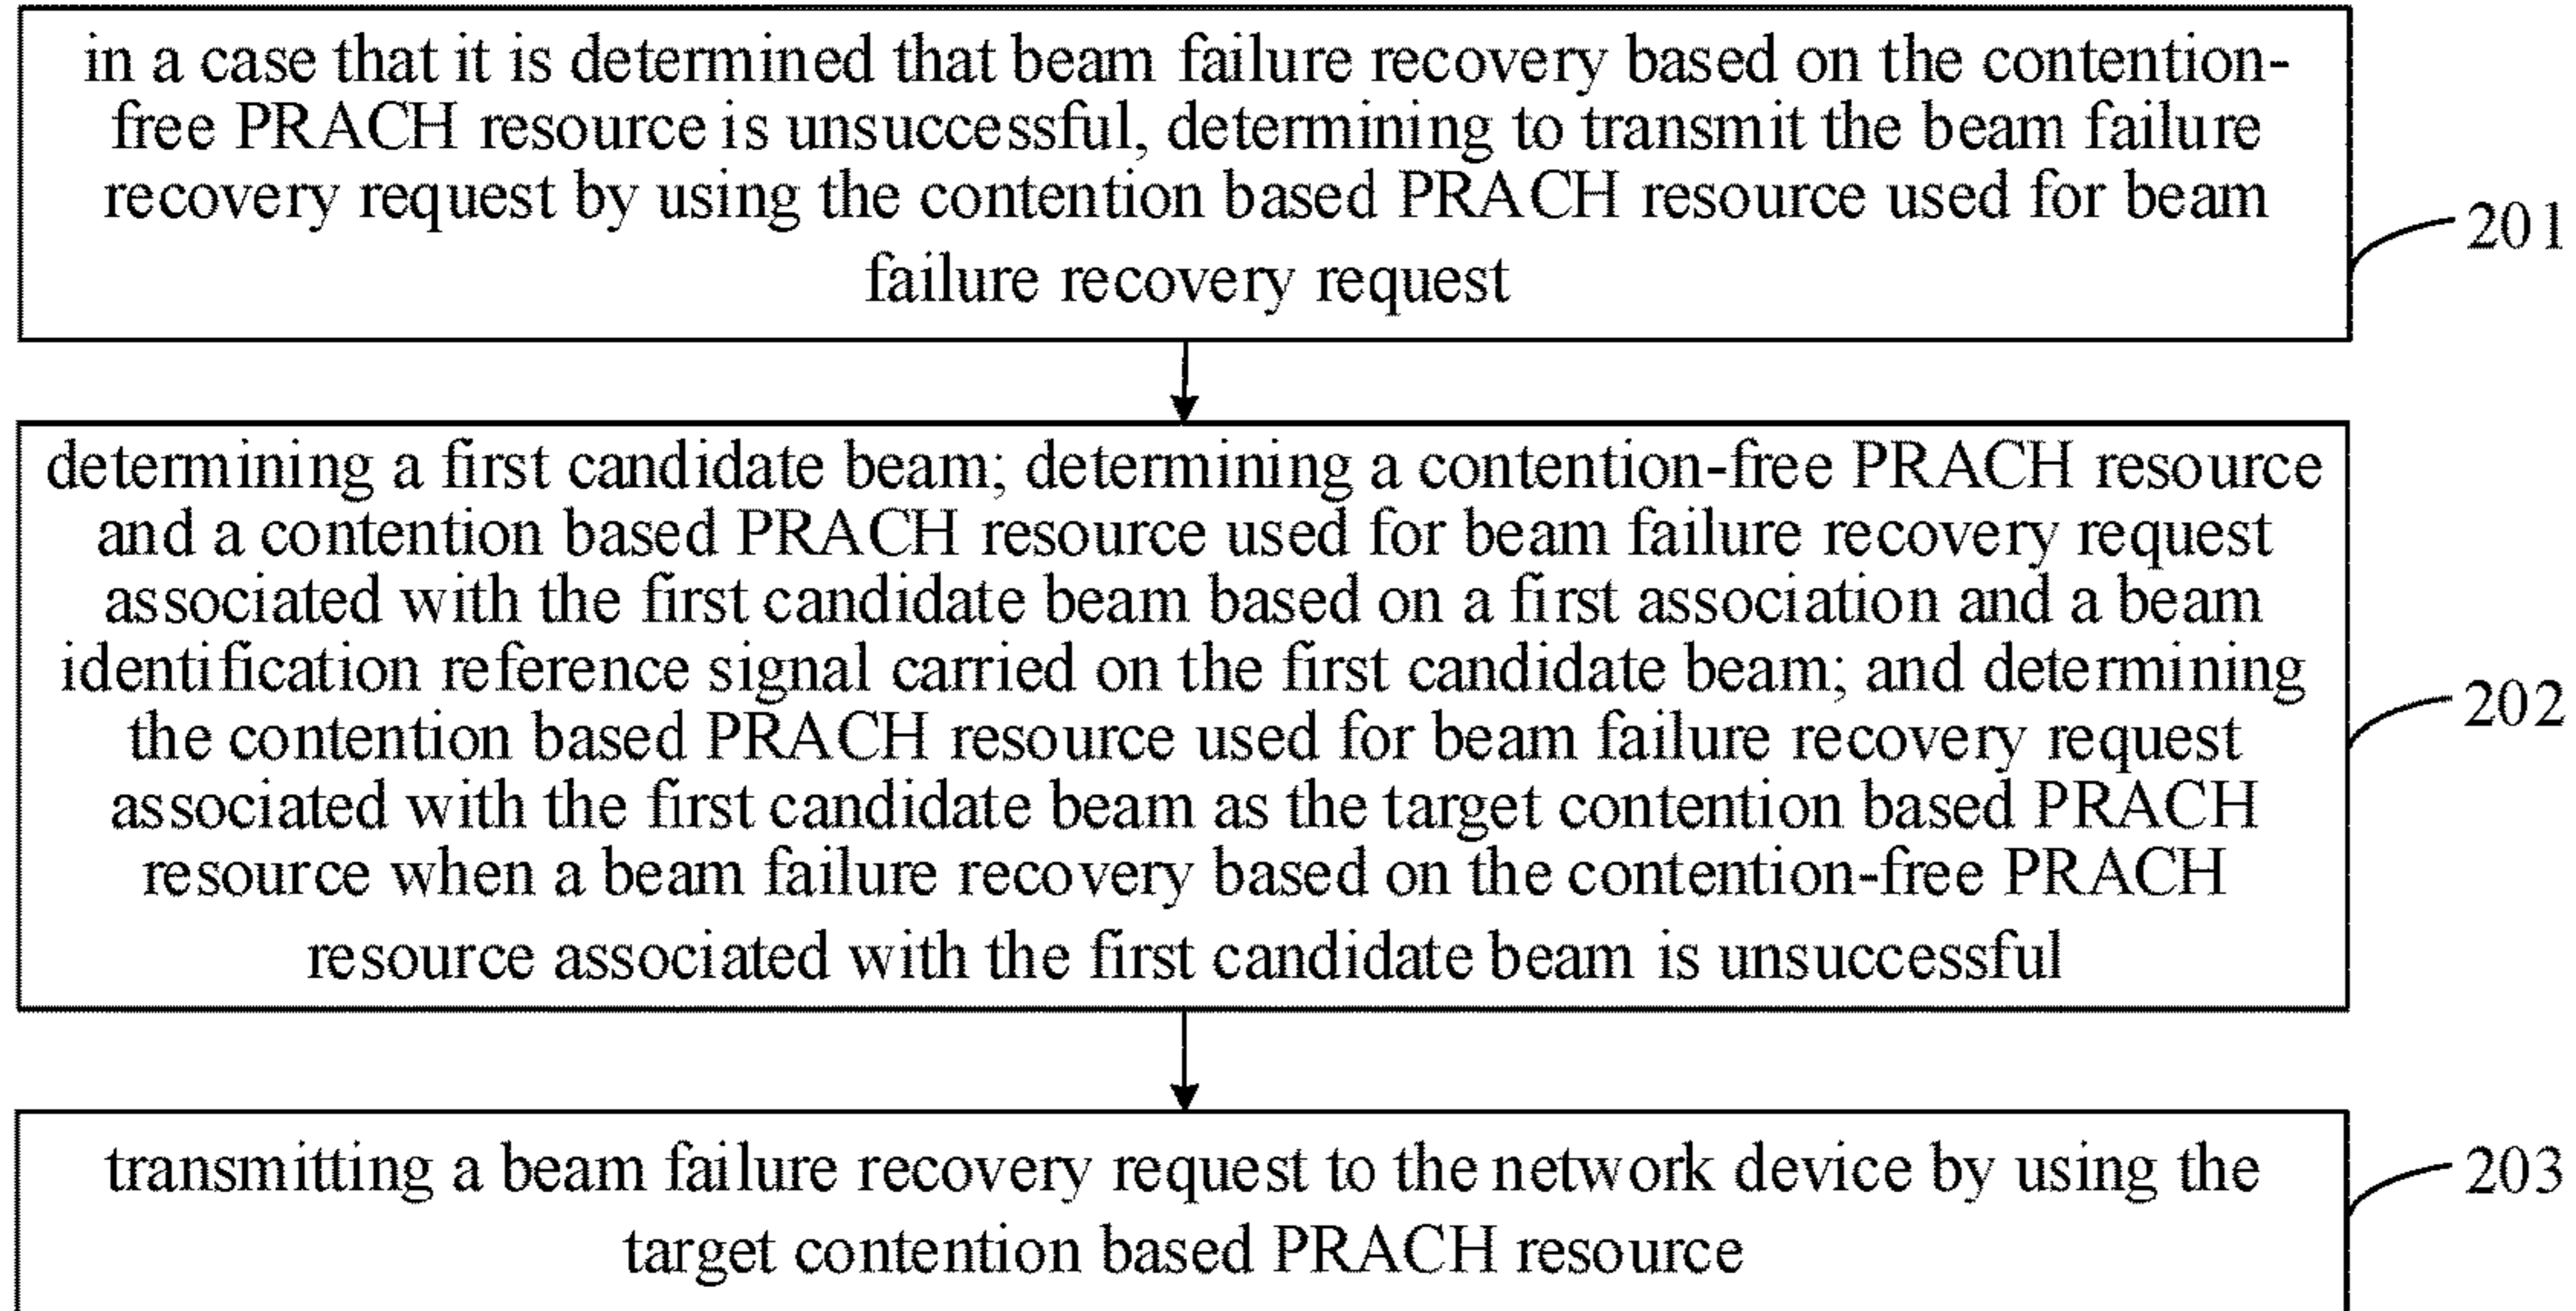 in a case that it is determined that beam failure recovery based on the contention-
free PRACH resource is unsuccessful, determining to transmit the beam failure
recovery request by using the contention based PRACH resource used for beam
failure recovery request
201
determining a first candidate beam; determining a contention-free PRACH resource
and a contention based PRACH resource used for beam failure recovery request
associated with the first candidate beam based on a first association and a beam
identification reference signal carried on the first candidate beam; and determining
the contention based PRACH resource used for beam failure recovery request
associated with the first candidate beam as the target contention based PRACH
resource when a beam failure recovery based on the contention-free PRACH
resource associated with the first candidate beam is unsuccessful
202
transmitting a beam failure recovery request to the network device by using the
target contention based PRACH resource
203